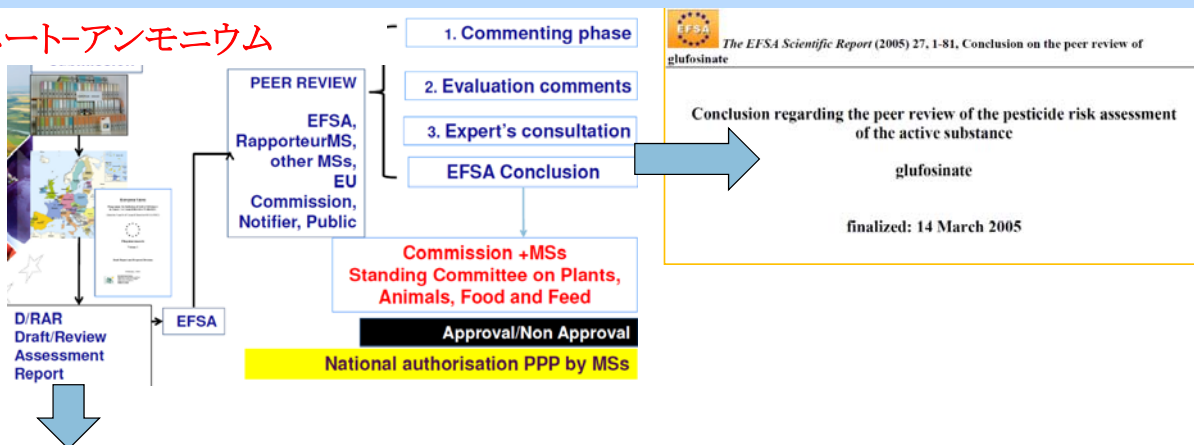 ート-アンモニウム
1. Commenting phase
2. Evaluation comments
3. Expert's consultation
EFSA Conclusion
PEER REVIEW
EFSA,
RapporteurMS,
other MSs,
EU
Commission,
Notifier, Public
Commission +MSs
Standing Committee on Plants,
Animals, Food and Feed
Approval/Non Approval
National authorisation PPP by MSs
D/RAR
Draft/Review
Assessment
Report
EFSA
EFSA
The EFSA Scientific Report (2005) 27, 1-81, Conclusion on the peer review of
glufosinate
Conclusion regarding the peer review of the pesticide risk assessment
of the active substance
glufosinate
finalized: 14 March 2005